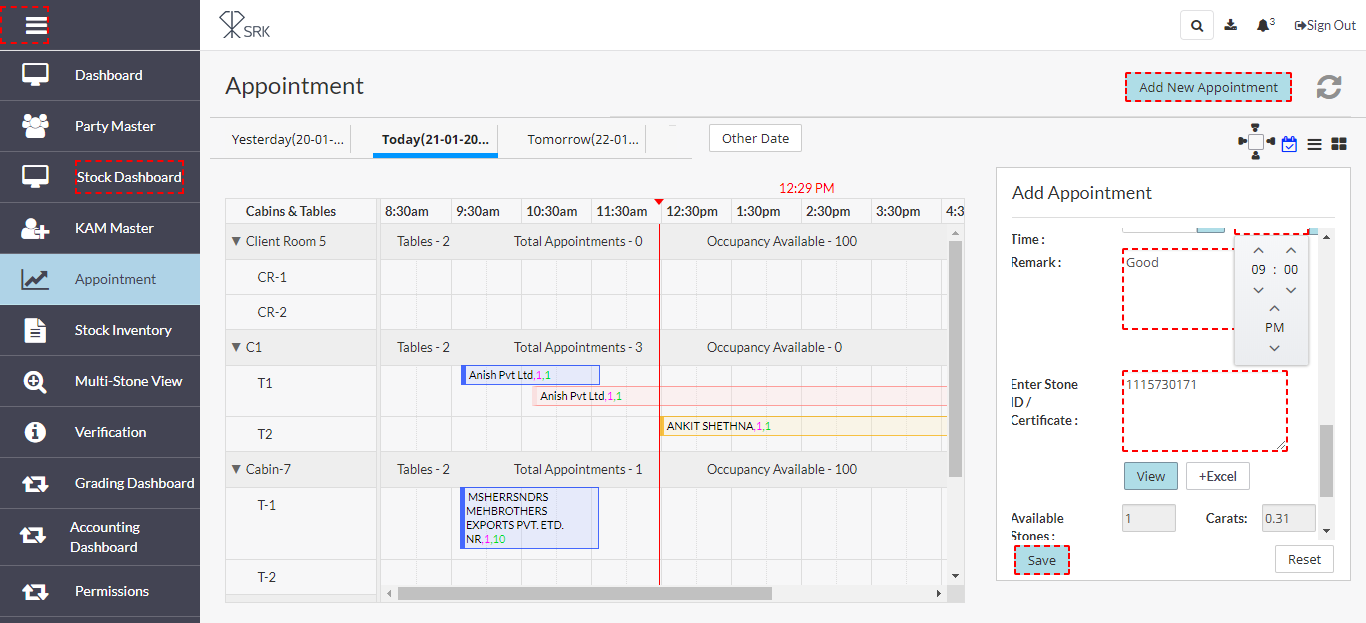 SRK
3
Sign Out
Dashboard
Party Master
Stock Dashboard
KAM Master
Appointment
Stock Inventory
Multi-Stone View
Verification
Grading Dashboard
Accounting
Dashboard
Permissions
Appointment
Add New Appointment
Yesterday(20-01-...
Today(21-01-20...
Tomorrow(22-01...
Other Date
12:29 PM
Cabins & Tables 8:30am 9:30am 10:30am 11:30am 12:30pm 1:30pm 2:30pm 3:30pm 4:3
Client Room 5 Tables - 2 Total Appointments - 0 Occupancy Available - 100
CR-1
CR-2
C1 Tables - 2 Total Appointments - 3 Occupancy Available - 0
T1 Anish Pvt Ltd,1,1
Anish Pvt Ltd,1,1
T2 ANKIT SHETHNA,1,1
Cabin-7 Tables - 2 Total Appointments - 1 Occupancy Available - 100
T-1 MSHERRSNDRS
MEHBROTHERS
EXPORTS PVT. ETD.
NR,1,10
T-2
Add Appointment
Time :
Remark : Good
09 : 00
PM
Enter Stone
ID /
Certificate :
1115730171
View +Excel
Available
Stones :
1 Carats: 0.31
Save Reset